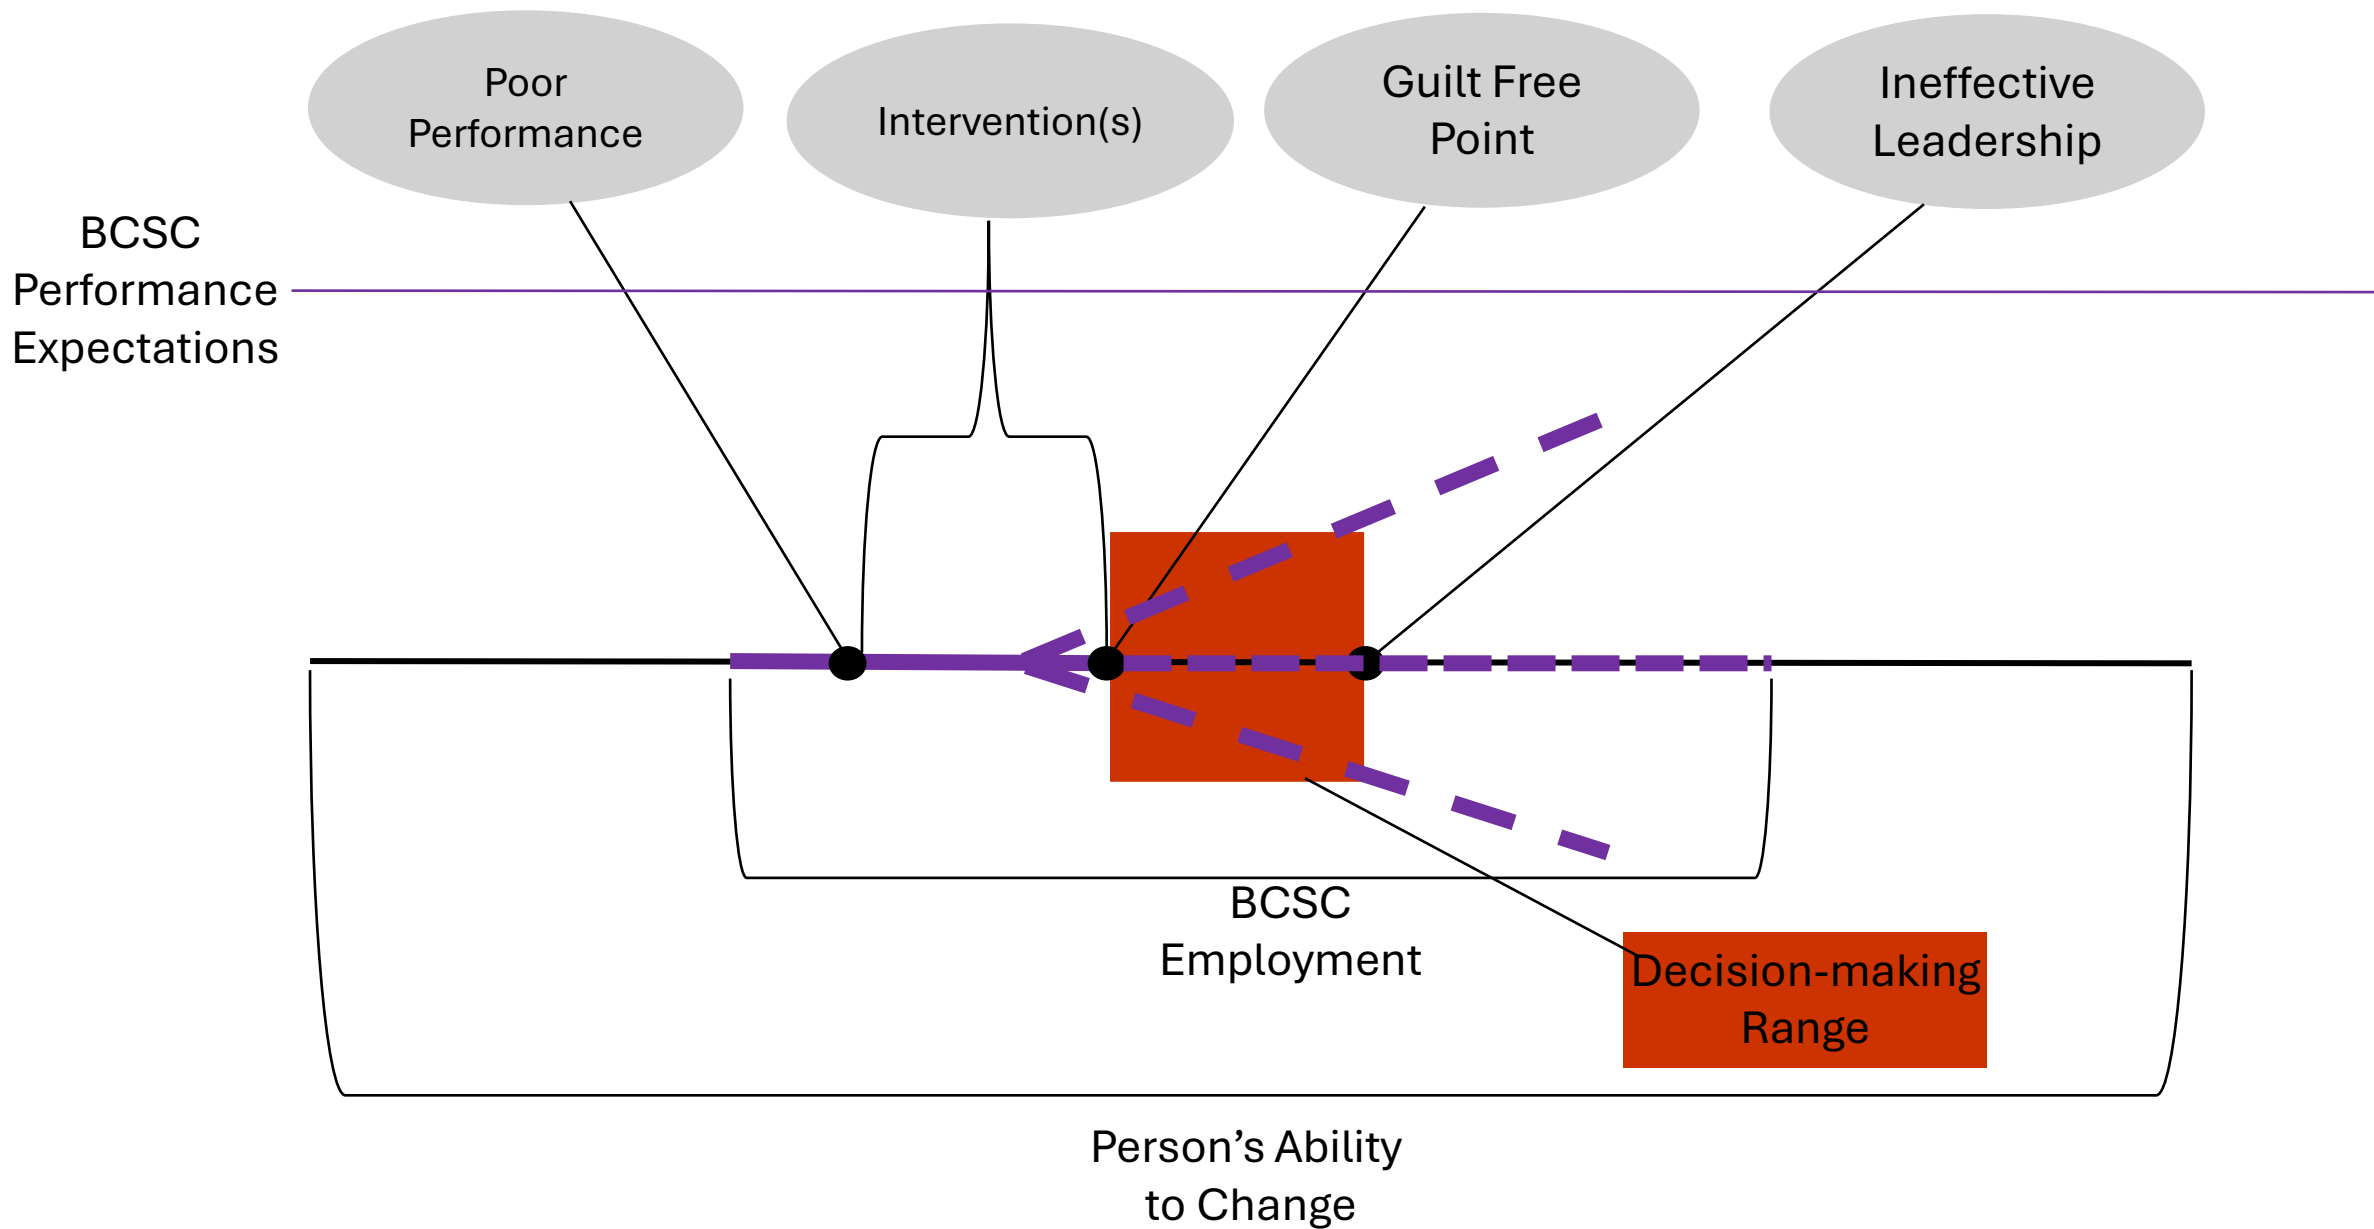 Poor
Performance
Intervention(s)
Guilt Free
Point
Ineffective
Leadership
BCSC
Performance
Expectations
BCSC
Employment
Decision-making
Range
Person’s Ability
to Change